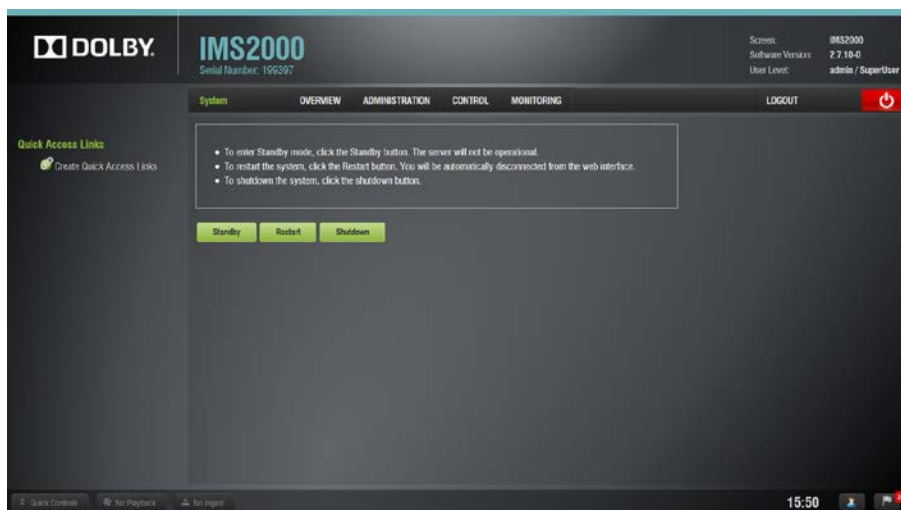 DOLBY.
IMS2000
Serial Number: 199397
Screen: IMS2000
Software Version: 2.7.10-0
User Level: admin / SuperUser
System OVERVIEW ADMINISTRATION CONTROL MONITORING LOGOUT
Quick Access Links
Create Quick Access Links
• To enter Standby mode, click the Standby button. The server will not be operational.
• To restart the system, click the Restart button. You will be automatically disconnected from the web interface.
• To shutdown the system, click the shutdown button.
Standby Restart Shutdown
Quick Controls No Playback No Ingest 15:50